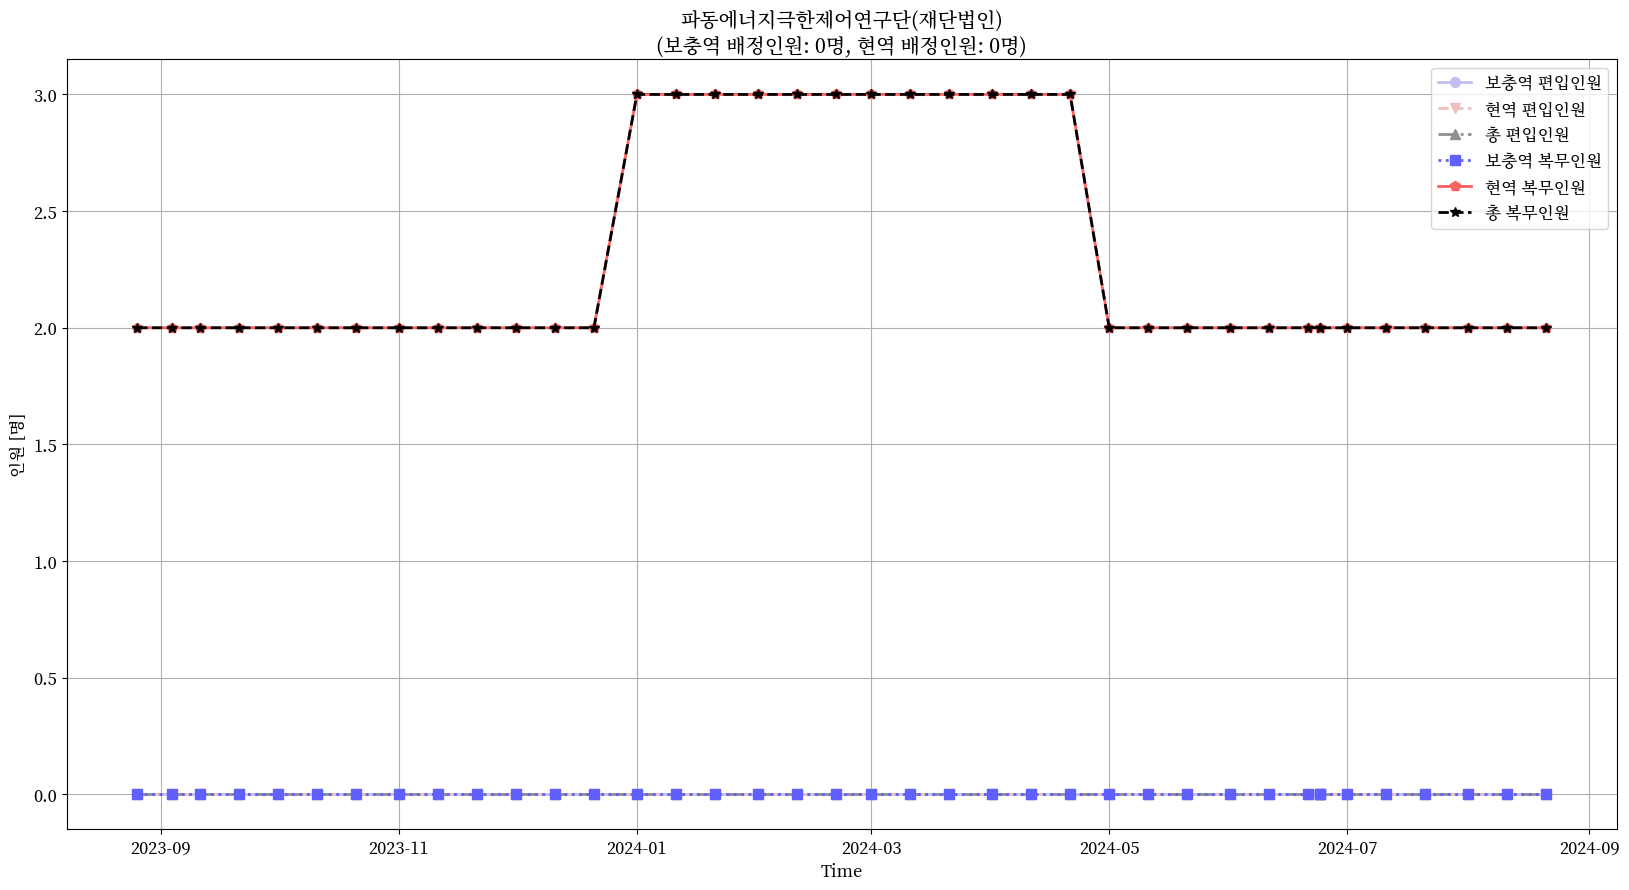 파동에너지극한제어연구단(재단법인)
(보충역 배정인원: 0명, 현역 배정인원: 0명)
보충역 편입인원
현역 편입인원
총 편입인원
보충역 복무인원
현역 복무인원
총 복무인원
인원 [명]
3.0
2.5
2.0
1.5
1.0
0.5
0.0
2023-09 2023-11 2024-01 2024-03 2024-05 2024-07 2024-09
Time